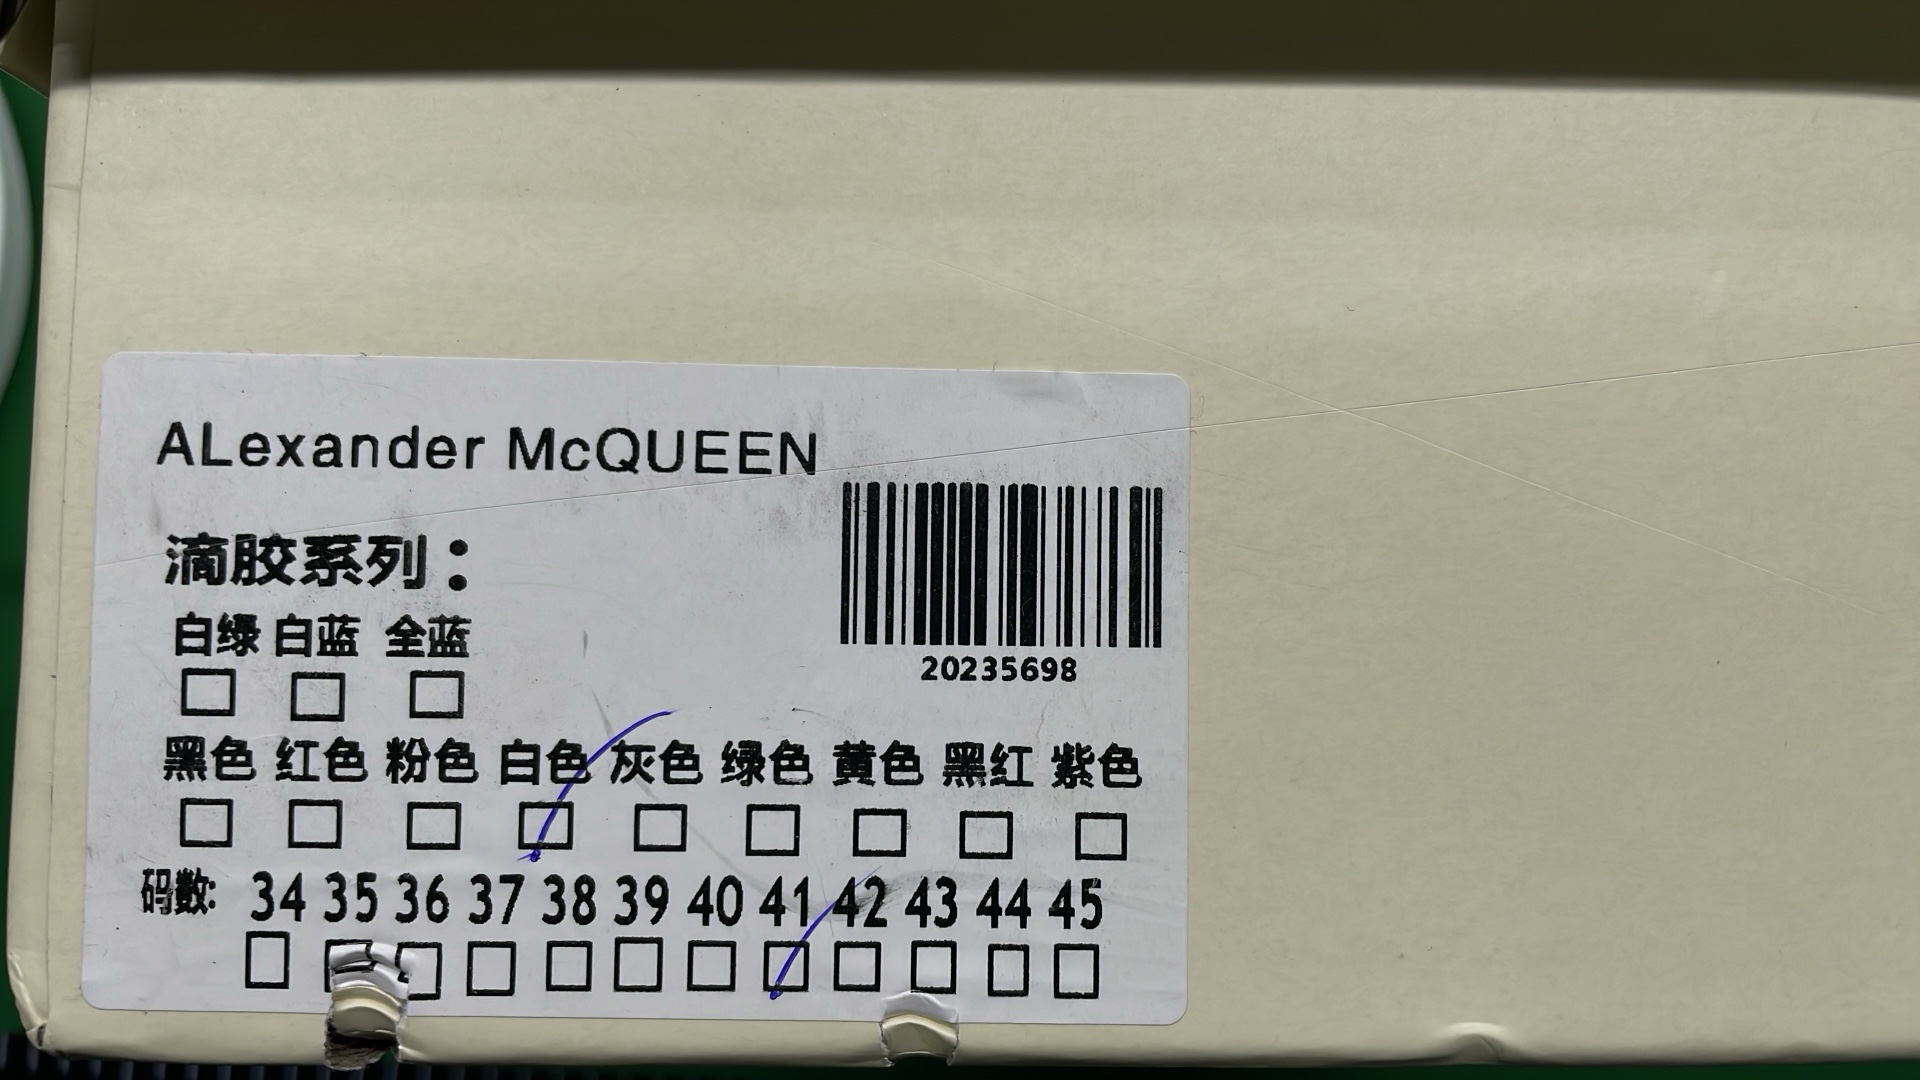 ALexander McQUEEN
20235698
滴胶系列：
白绿 白蓝 全蓝
黑色 红色 粉色 白色 灰色 绿色 黄色 黑红 紫色
码数: 34 35 36 37 38 39 40 41 42 43 44 45